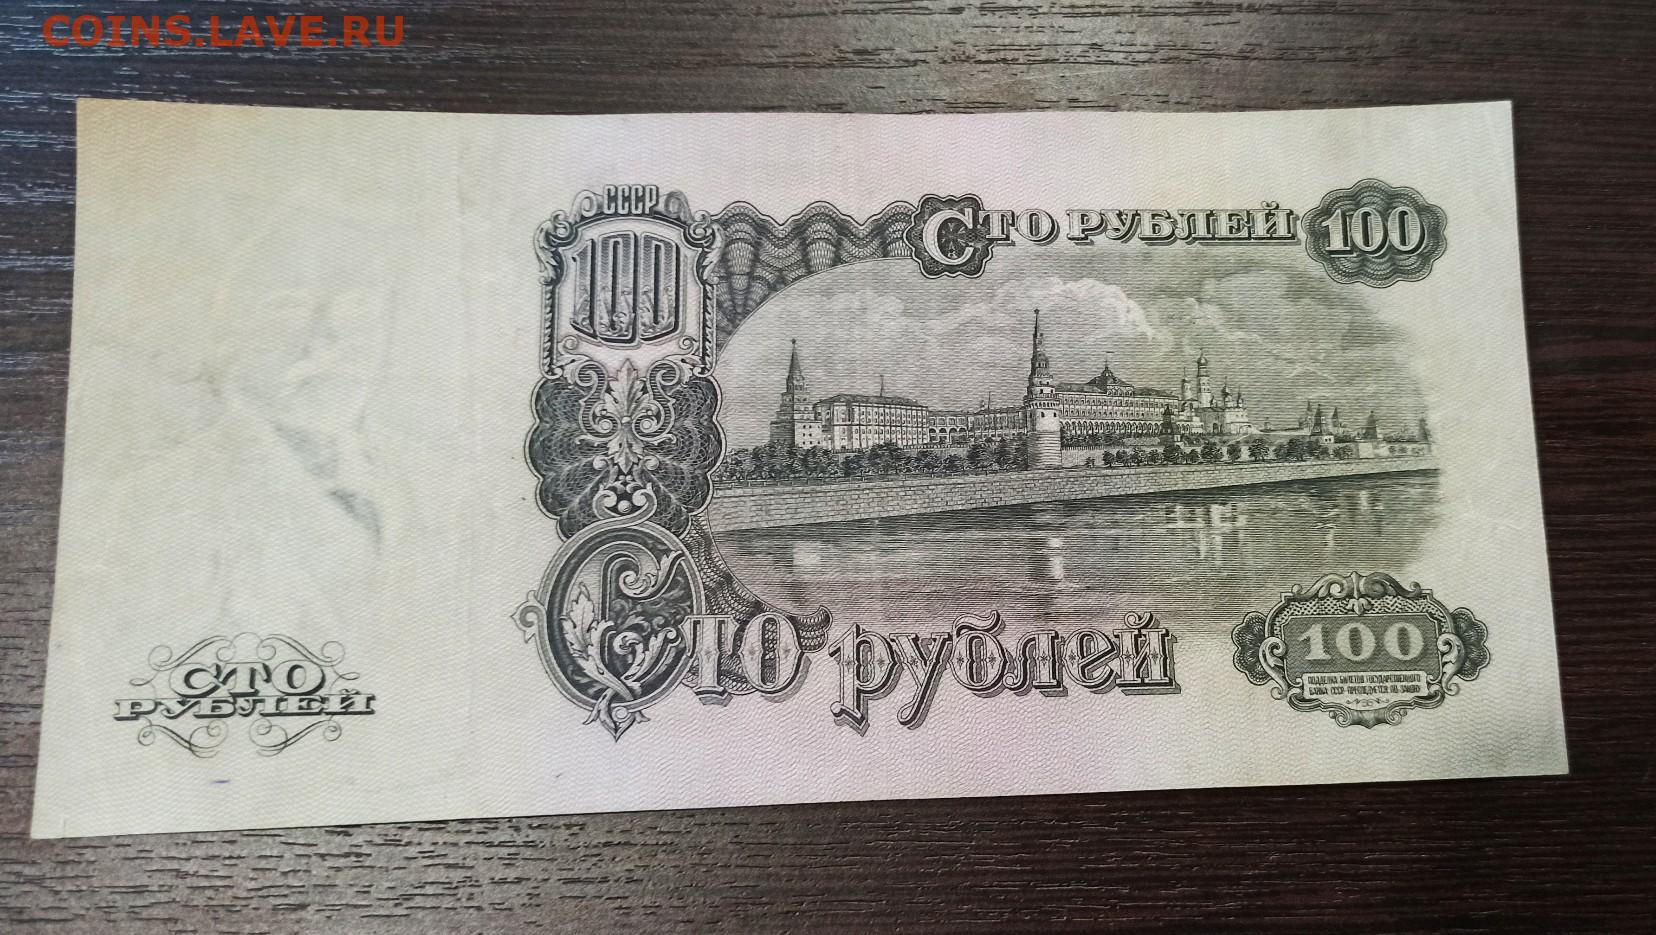 COINS.LAVE.RU
СССР
100
Сто рублей
100
Сто рублей
СТО
РУБЛЕЙ
100
ПОДДЕЛКА БИЛЕТОВ ГОСУДАРСТВЕННОГО
БАНКА СССР ПРЕСЛЕДУЕТСЯ ПО ЗАКОНУ